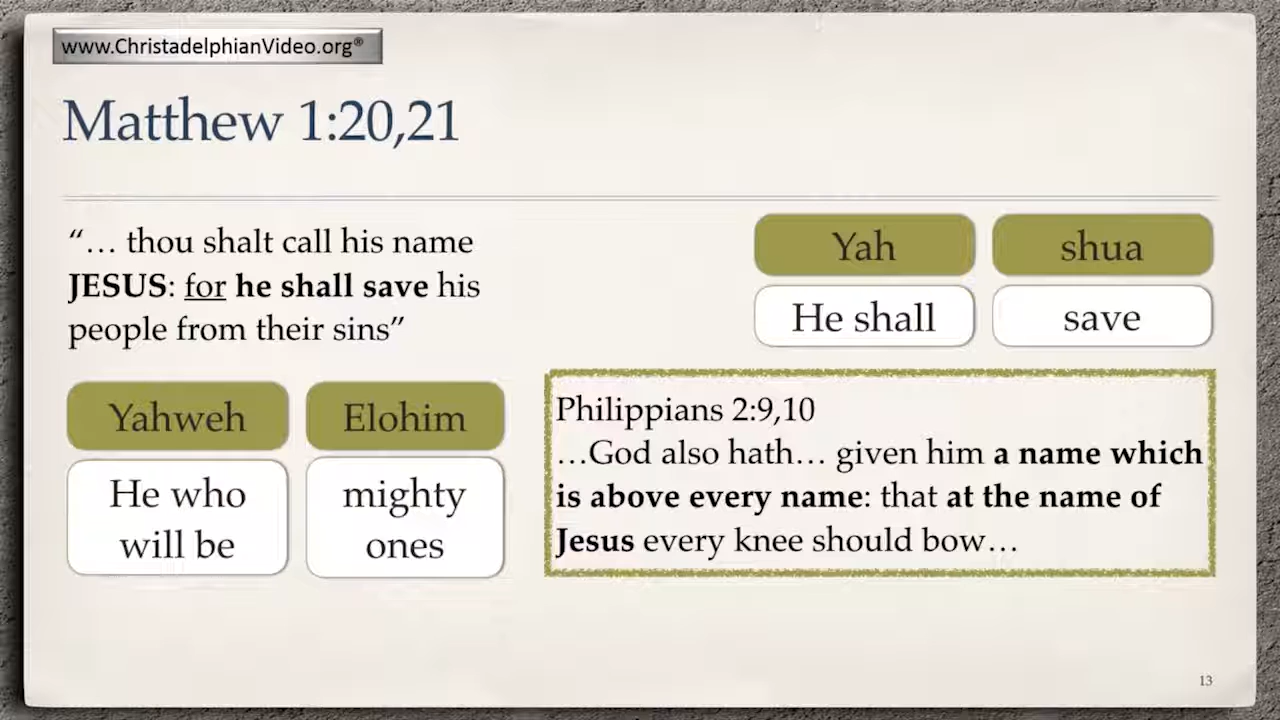 www.ChristadelphianVideo.org®
Matthew 1:20,21
“… thou shalt call his name
JESUS: for he shall save his
people from their sins”
Yah
shua
He shall
save
Yahweh
Elohim
He who
will be
mighty
ones
Philippians 2:9,10
…God also hath… given him a name which
is above every name: that at the name of
Jesus every knee should bow…
13